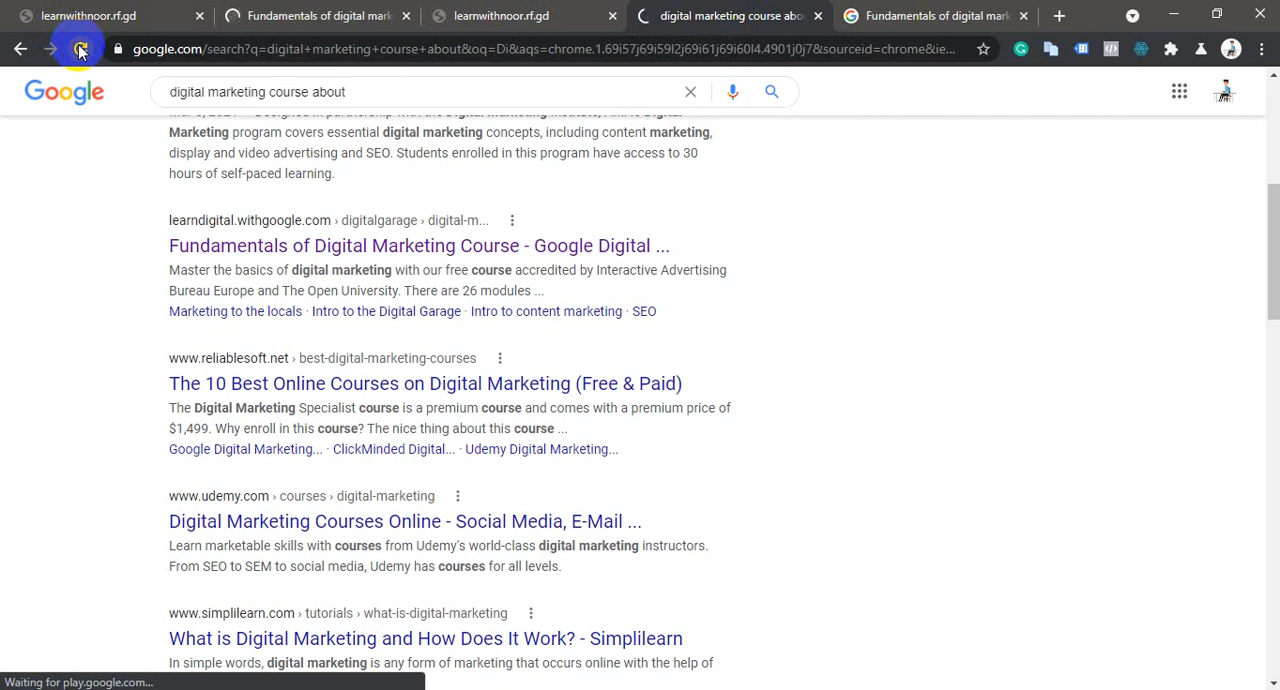 learnwithnoor.rf.gd
Fundamentals of digital mark
learnwithnoor.rf.gd
digital marketing course abo
Fundamentals of digital mark
google.com/search?q=digital+marketing+course+about&oq=Di&aqs=chrome.1.69i57j69i59l2j69i61j69i60l4.4901j0j7&sourceid=chrome&ie...
Google
digital marketing course about
Marketing program covers essential digital marketing concepts, including content marketing,
display and video advertising and SEO. Students enrolled in this program have access to 30
hours of self-paced learning.
learndigital.withgoogle.com › digitalgarage › digital-m...
Fundamentals of Digital Marketing Course - Google Digital ...
Master the basics of digital marketing with our free course accredited by Interactive Advertising
Bureau Europe and The Open University. There are 26 modules ...
Marketing to the locals · Intro to the Digital Garage · Intro to content marketing · SEO
www.reliablesoft.net › best-digital-marketing-courses
The 10 Best Online Courses on Digital Marketing (Free & Paid)
The Digital Marketing Specialist course is a premium course and comes with a premium price of
$1,499. Why enroll in this course? The nice thing about this course ...
Google Digital Marketing... · ClickMinded Digital... · Udemy Digital Marketing...
www.udemy.com › courses › digital-marketing
Digital Marketing Courses Online - Social Media, E-Mail ...
Learn marketable skills with courses from Udemy's world-class digital marketing instructors.
From SEO to SEM to social media, Udemy has courses for all levels.
www.simplilearn.com › tutorials › what-is-digital-marketing
What is Digital Marketing and How Does It Work? - Simplilearn
In simple words, digital marketing is any form of marketing that occurs online with the help of
Waiting for play.google.com...